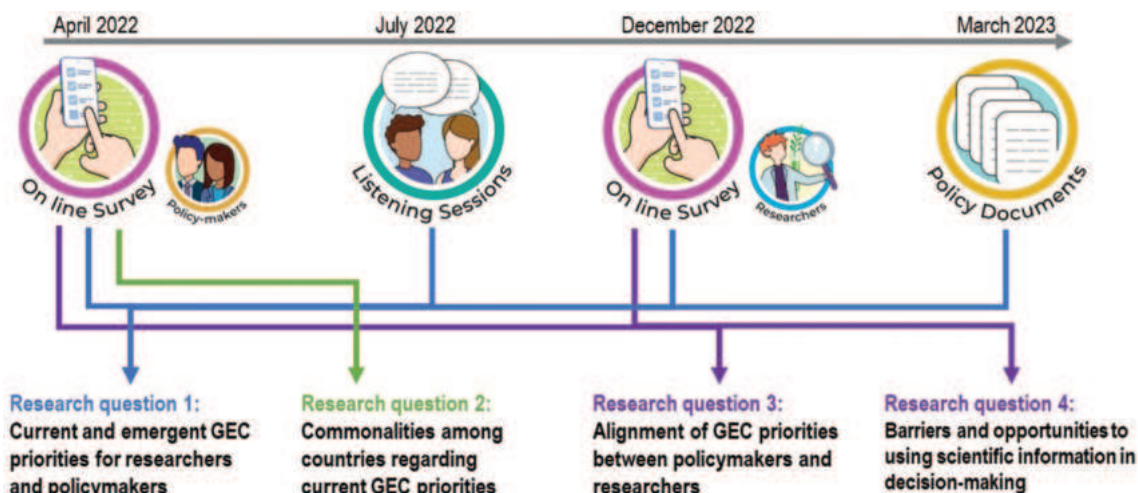 April 2022
July 2022
December 2022
March 2023
On line Survey
Policy-makers
Listening Sessions
On line Survey
Researchers
Policy Documents
Research question 1:
Current and emergent GEC
priorities for researchers
and policymakers
Research question 2:
Commonalities among
countries regarding
current GEC priorities
Research question 3:
Alignment of GEC priorities
between policymakers and
researchers
Research question 4:
Barriers and opportunities to
using scientific information in
decision-making